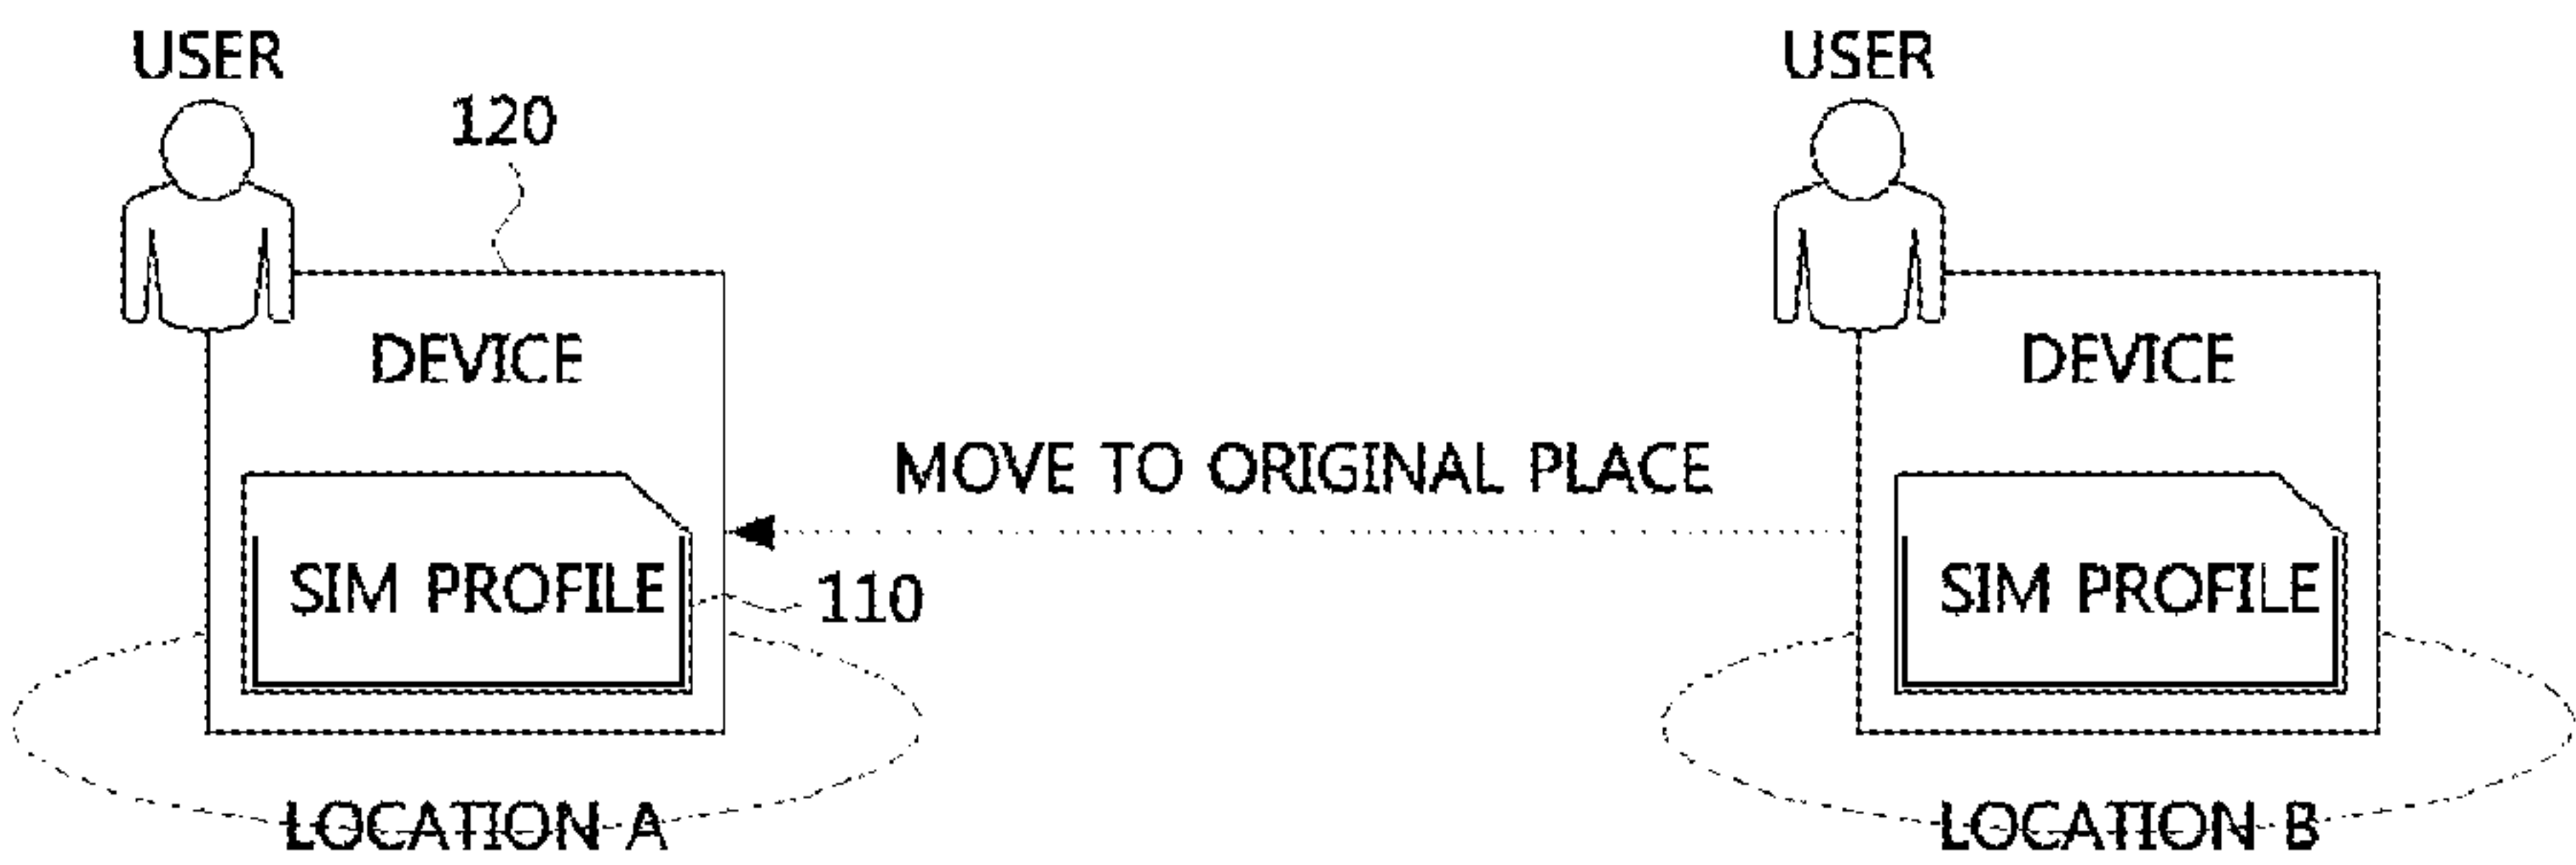 USER
USER
120
DEVICE
DEVICE
MOVE TO ORIGINAL PLACE
SIM PROFILE
110
SIM PROFILE
LOCATION A
LOCATION B